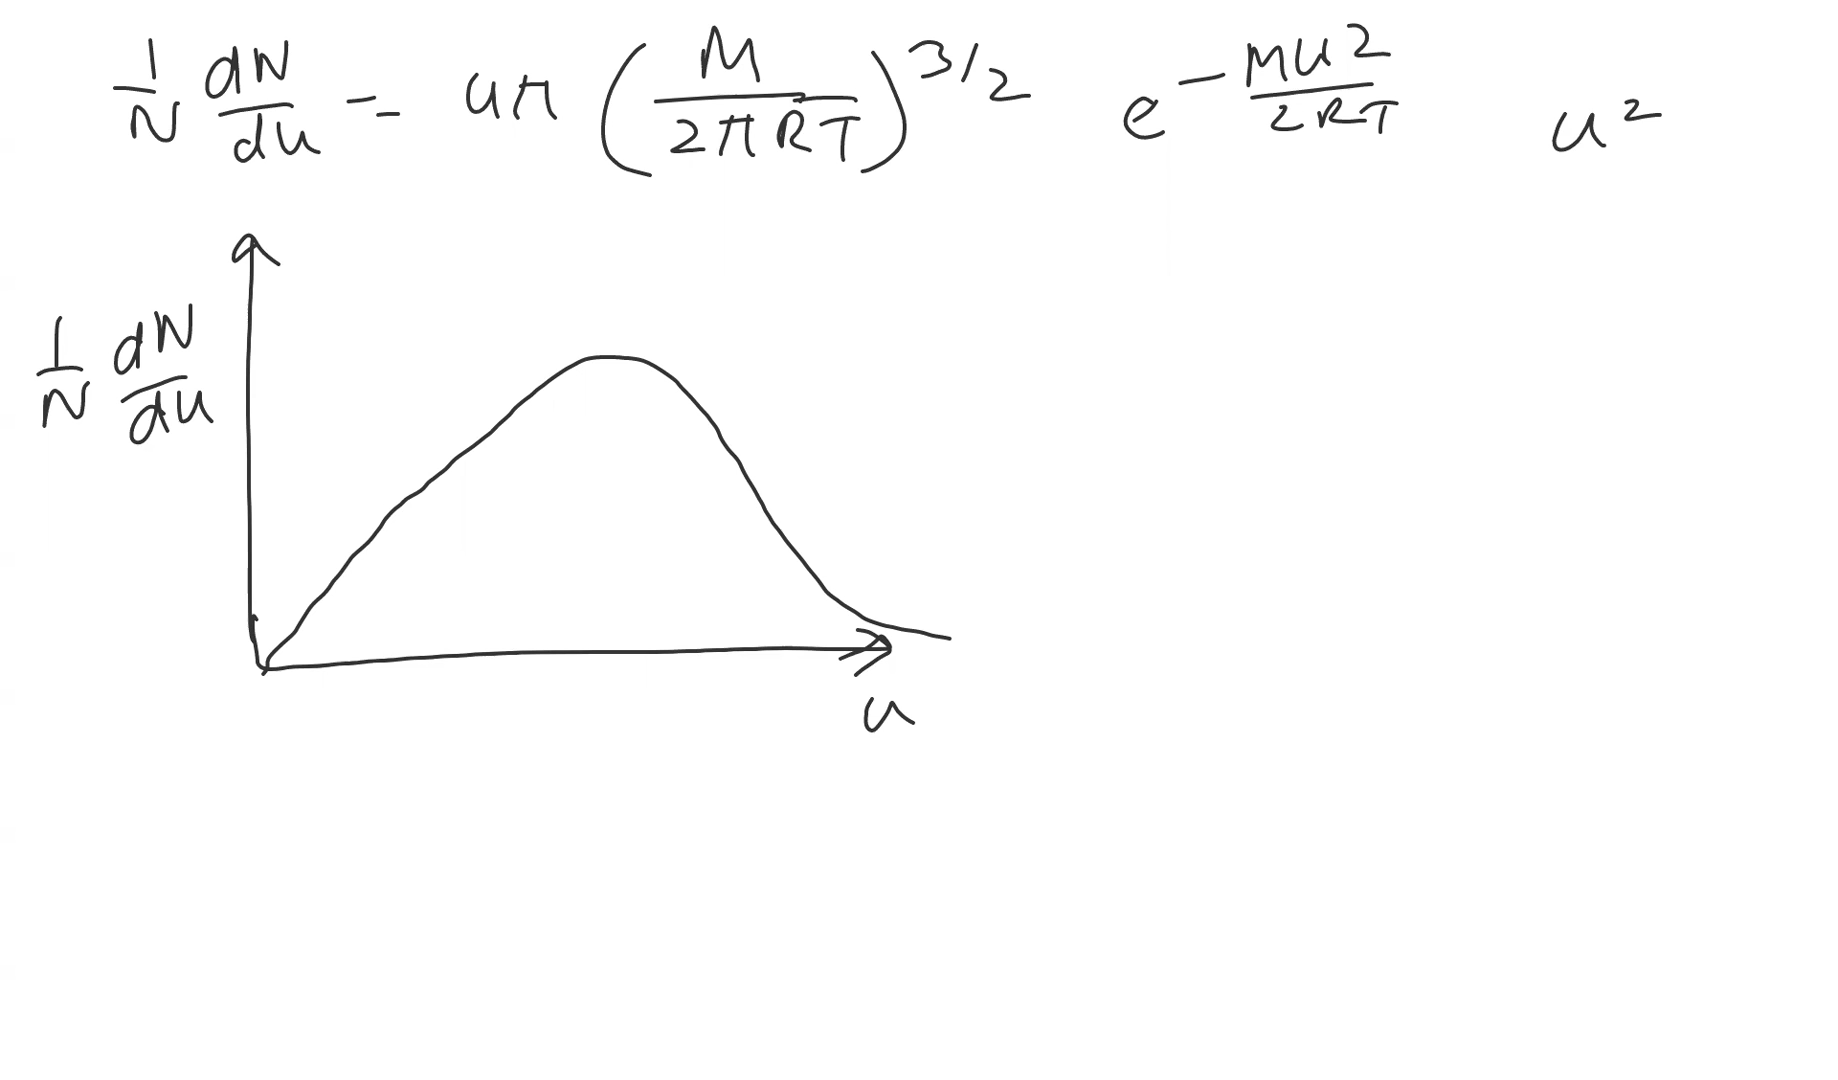 1/N dN/du = 4π (M/2πRT)^3/2 e^-Mu²/2RT u²
1/N dN/du
u